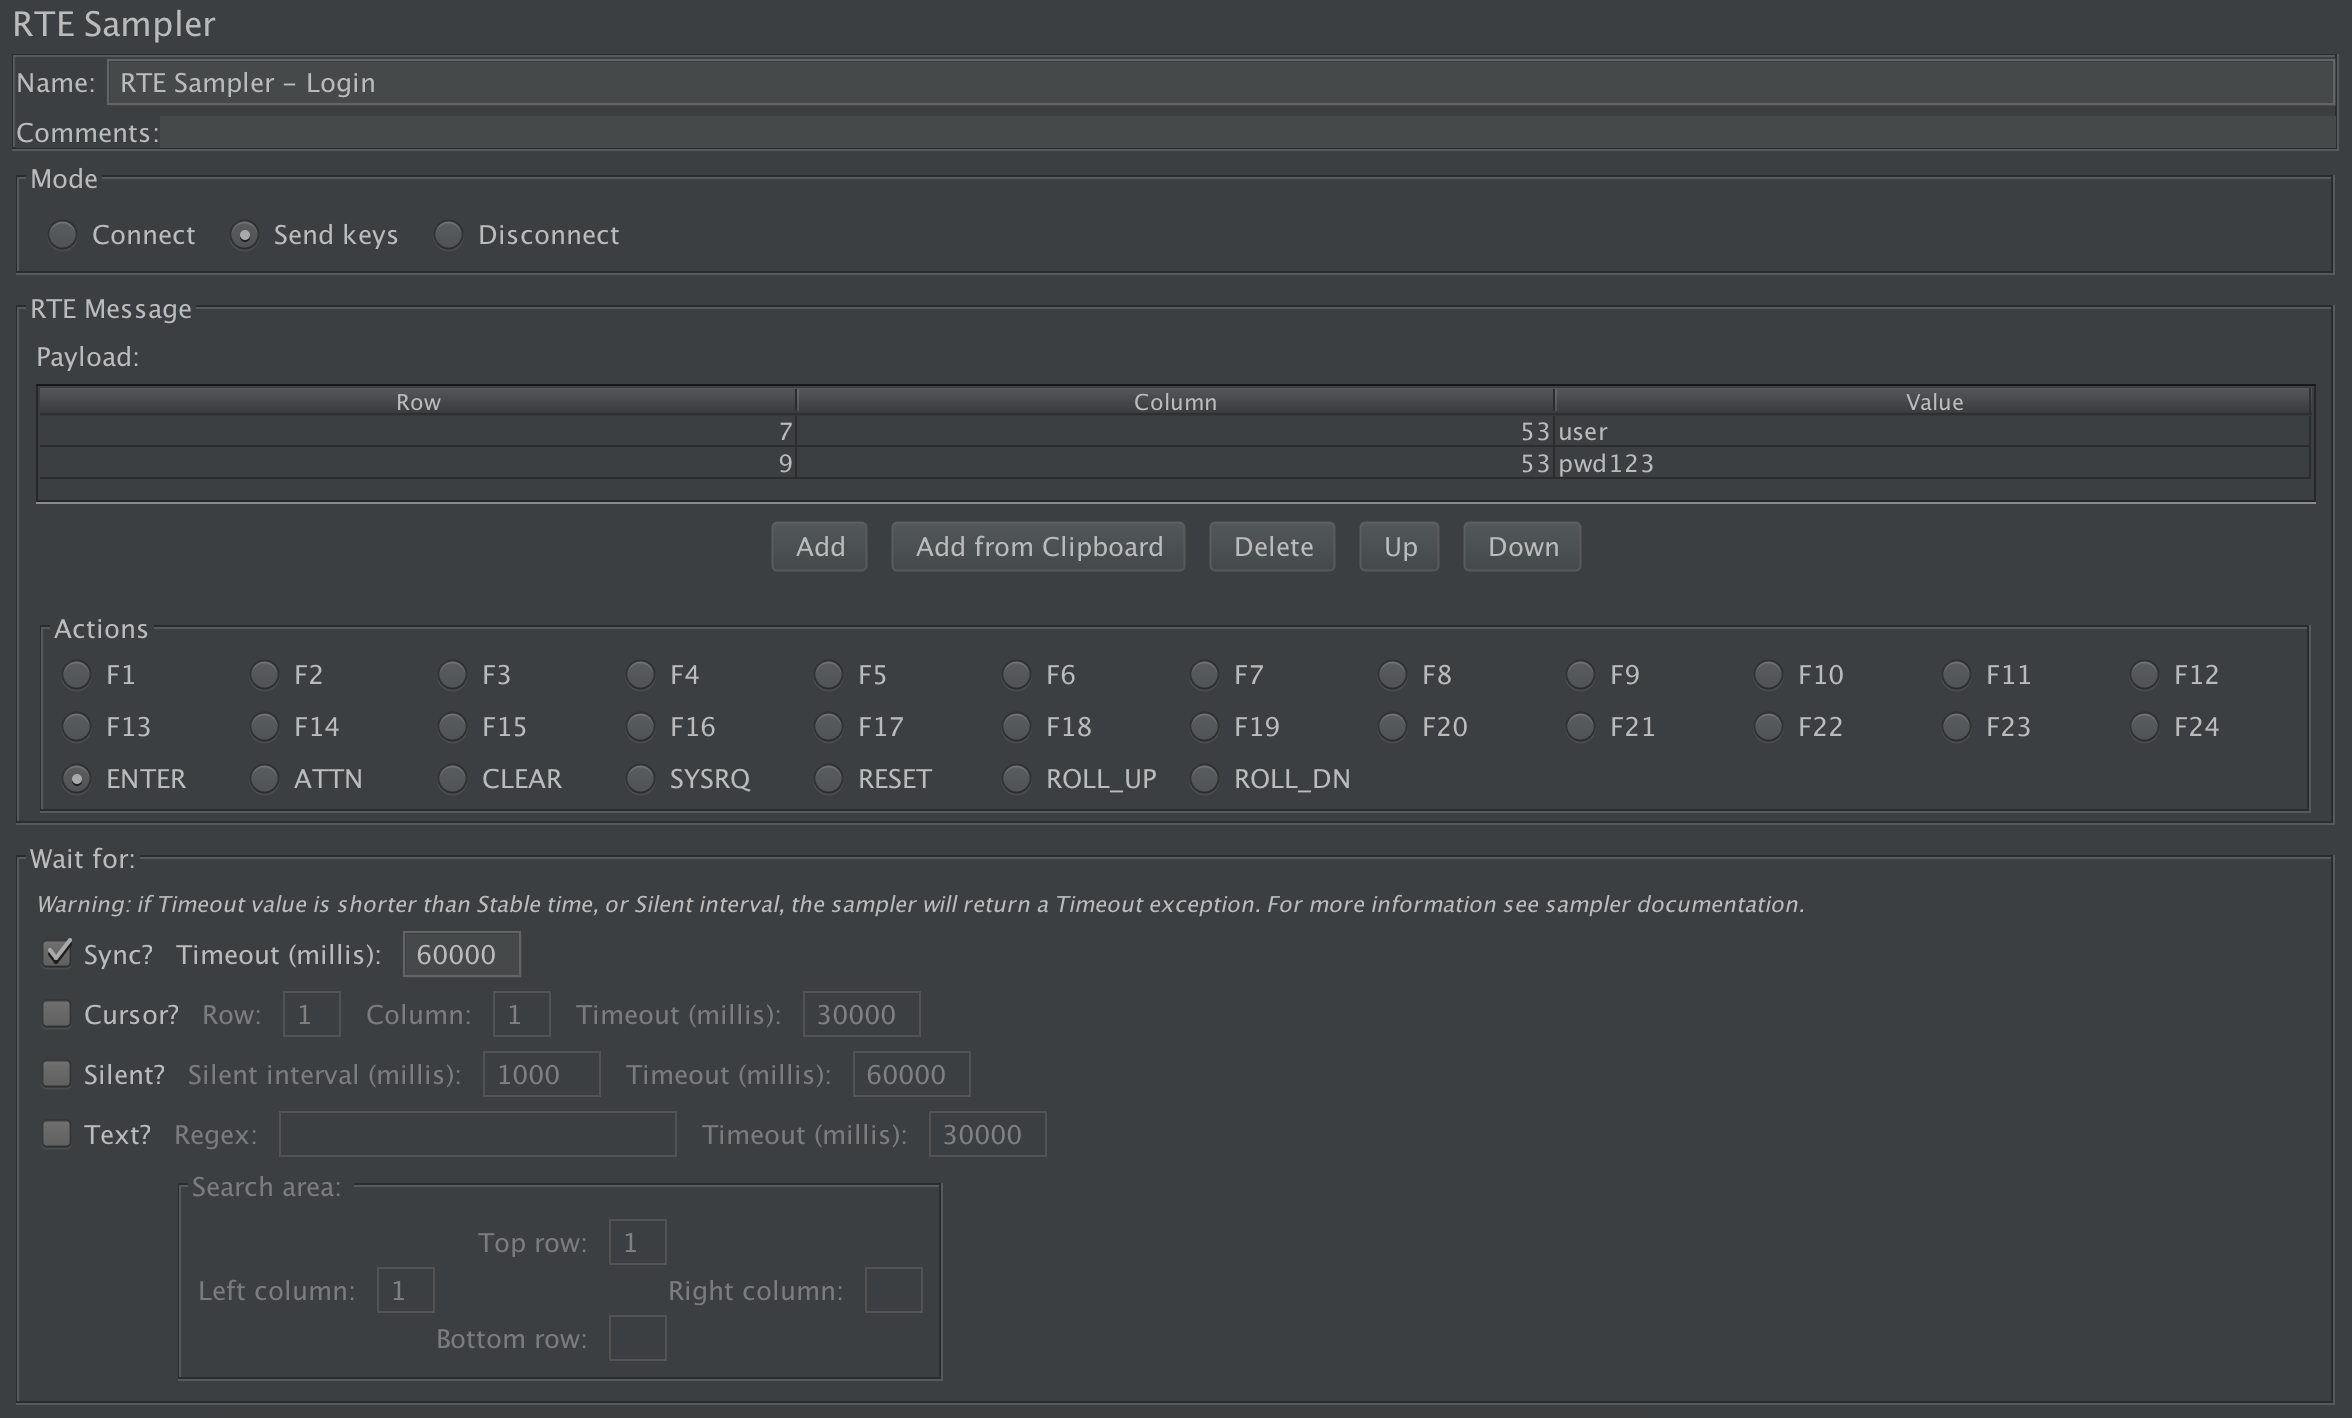 RTE Sampler
Name: RTE Sampler – Login
Comments:
Mode
Connect Send keys Disconnect
RTE Message
Payload:
Row Column Value
7 53 user
9 53 pwd123
Add Add from Clipboard Delete Up Down
Actions
F1 F2 F3 F4 F5 F6 F7 F8 F9 F10 F11 F12
F13 F14 F15 F16 F17 F18 F19 F20 F21 F22 F23 F24
ENTER ATTN CLEAR SYSRQ RESET ROLL_UP ROLL_DN
Wait for:
Warning: if Timeout value is shorter than Stable time, or Silent interval, the sampler will return a Timeout exception. For more information see sampler documentation.
Sync? Timeout (millis): 60000
Cursor? Row: 1 Column: 1 Timeout (millis): 30000
Silent? Silent interval (millis): 1000 Timeout (millis): 60000
Text? Regex: Timeout (millis): 30000
Search area:
Top row: 1
Left column: 1 Right column:
Bottom row: